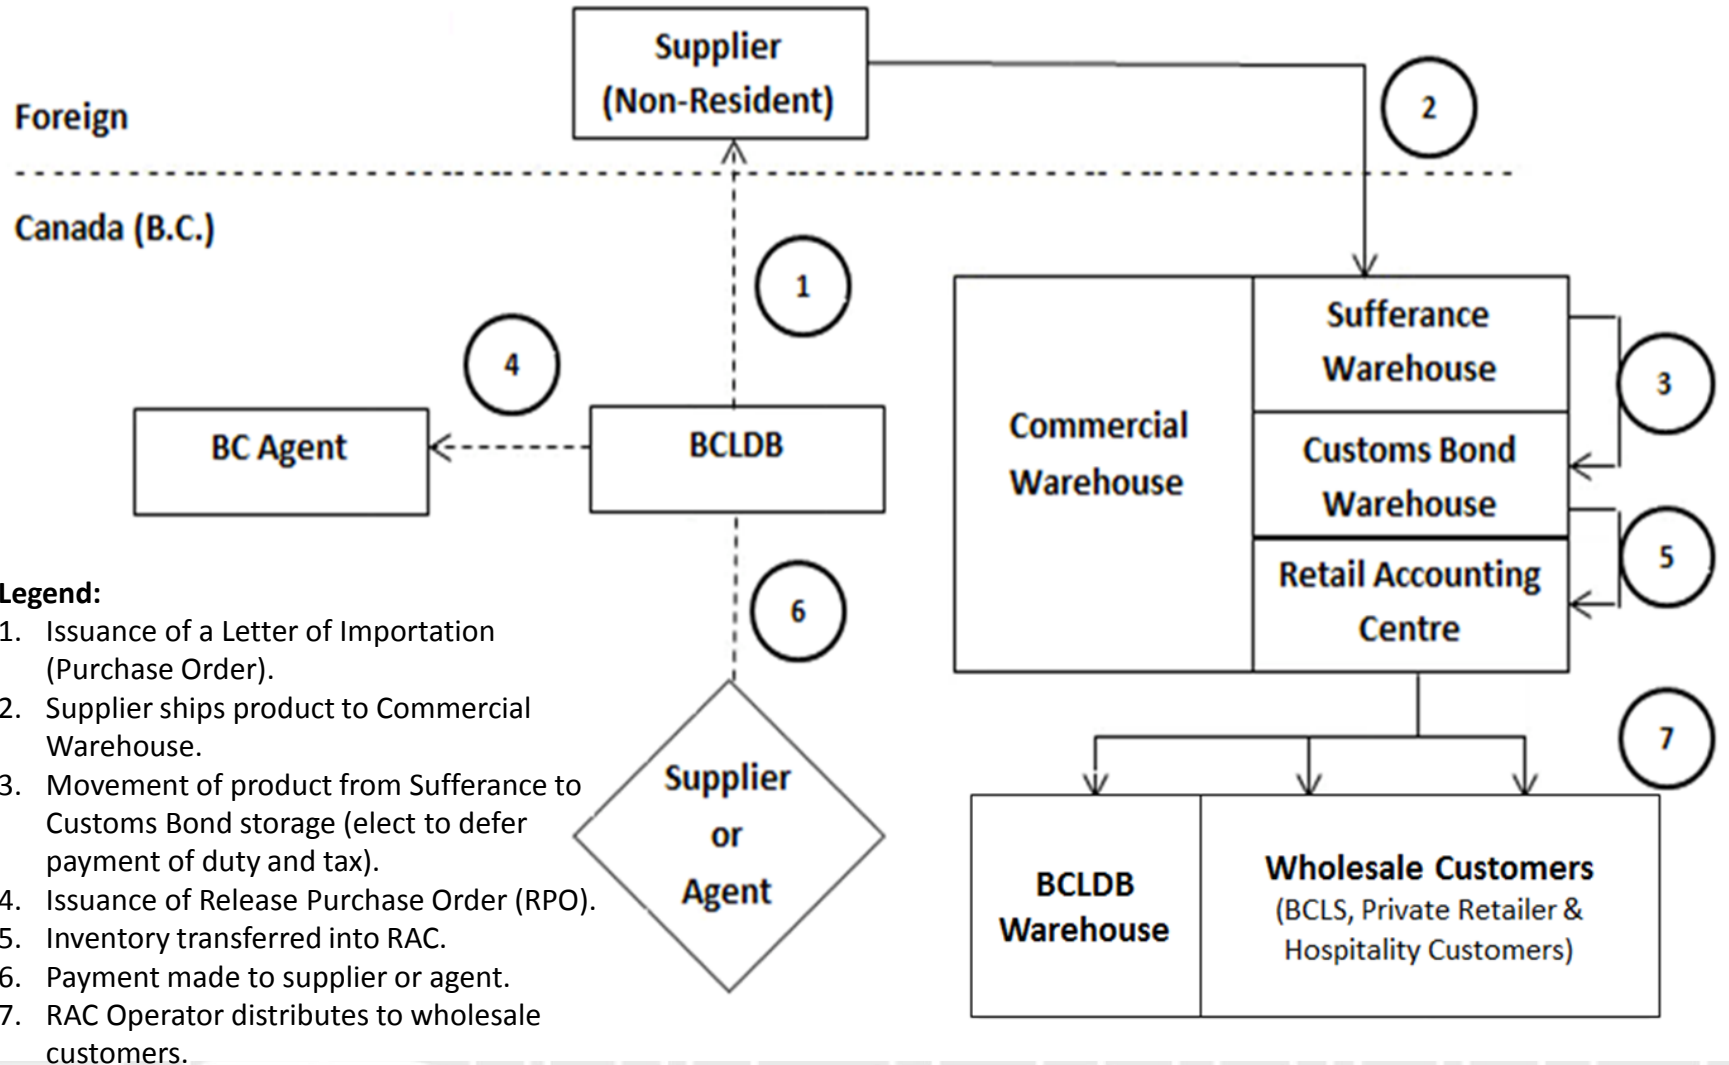 Supplier
(Non-Resident)
2
Foreign
Canada (B.C.)
1
4
Sufferance
Warehouse
3
BC Agent
BCLDB
Commercial
Warehouse
Customs Bond
Warehouse
5
Retail Accounting
Centre
6
Legend:
1. Issuance of a Letter of Importation
(Purchase Order).
2. Supplier ships product to Commercial
Warehouse.
3. Movement of product from Sufferance to
Customs Bond storage (elect to defer
payment of duty and tax).
4. Issuance of Release Purchase Order (RPO).
5. Inventory transferred into RAC.
6. Payment made to supplier or agent.
7. RAC Operator distributes to wholesale
customers.
Supplier
or
Agent
7
BCLDB
Warehouse
Wholesale Customers
(BCLS, Private Retailer &
Hospitality Customers)